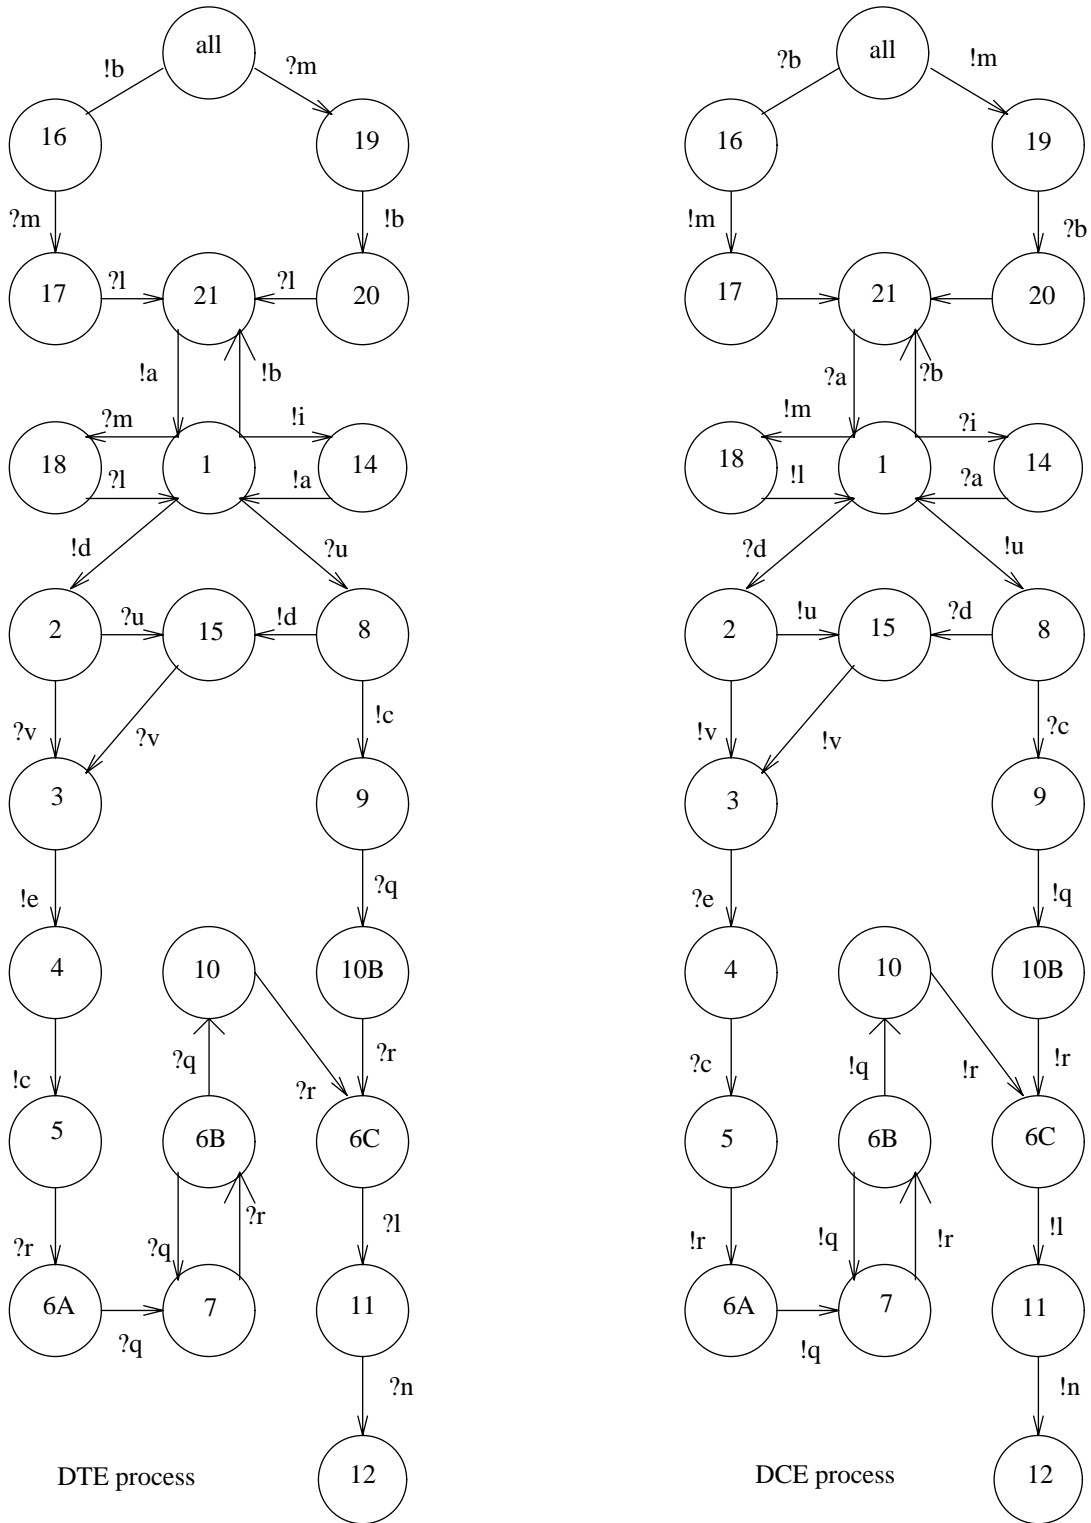 all all
!b ?m ?b !m
16 19 16 19
?m !b !m ?b
17 ?l 21 ?l 20 17 21 20
!a !b ?a ?b
?m !i !m ?i
18 1 14 18 1 14
?l !a !l ?a
!d ?u ?d !u
2 ?u 15 !d 8 2 !u 15 ?d 8
?v ?v !c !v !v ?c
3 9 3 9
!e ?q ?e !q
4 10 10B 4 10 10B
!c ?q ?r ?r ?c !q !r !r
5 6B 6C 5 6B 6C
?r ?q ?r ?l !r !q !r !l
6A 7 11 6A 7 11
?q !q
?n !n
DTE process 12 DCE process 12